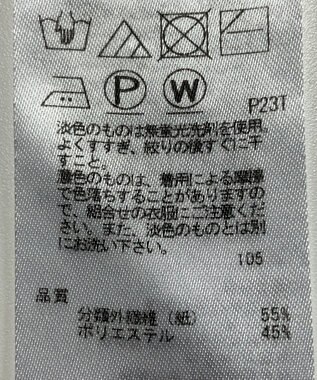 P W
P23T
淡色のものは無蛍光洗剤を使用
よくすすぎ、絞りの後すぐに干
すこと。
濃色のものは、着用による摩擦
で色落ちすることがありますの
で、組合せの衣服にご注意くだ
さい。また、淡色のものとは別
にお洗い下さい。
105
品質
分類外繊維（紙） 55%
ポリエステル 45%